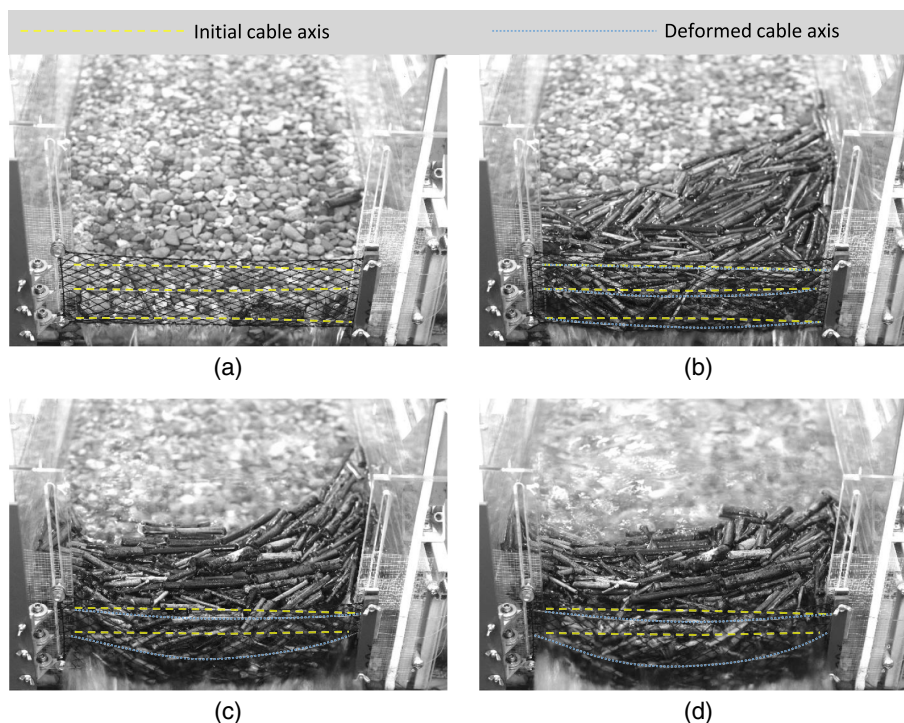 Initial cable axis
Deformed cable axis
(a)
(b)
(c)
(d)